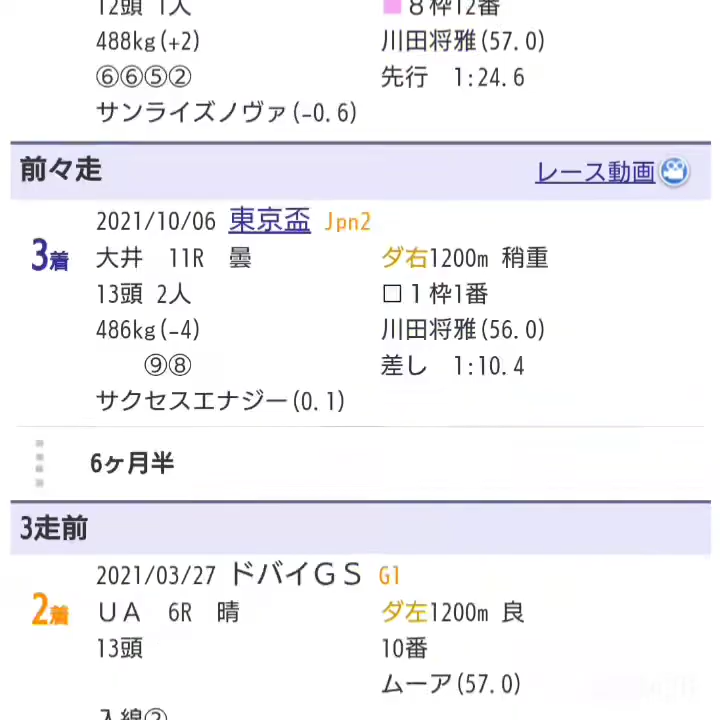 12頭 1人
8枠12番
488kg(+2)
川田将雅(57.0)
⑥⑥⑤②
先行 1:24.6
サンライズノヴァ(-0.6)
前々走
レース動画
2021/10/06 東京盃 Jpn2
3着
大井 11R 曇
ダ右1200m 稍重
13頭 2人
□1枠1番
486kg(-4)
川田将雅(56.0)
⑨⑧
差し 1:10.4
サクセスエナジー(0.1)
6ヶ月半
3走前
2021/03/27 ドバイGS G1
2着
UA 6R 晴
ダ左1200m 良
13頭
10番
ムーア(57.0)
入線②